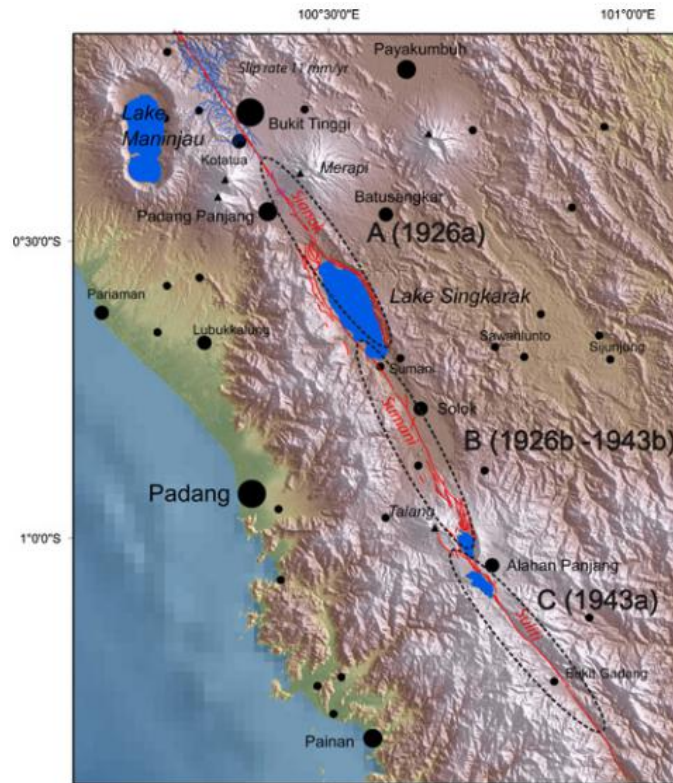 100°30'0"E
101°0'0"E
Payakumbuh
Slip rate 11 mm/yr
Lake
Maninjau
Bukit Tinggi
Kotatua
Merapi
Batusangkar
Padang Panjang
Sianok
A (1926a)
0°30'0"S
Lake Singkarak
Pariaman
Lubukkalung
Sawahlunto
Sijunjung
Sumani
Solok
Sumani
B (1926b -1943b)
Padang
Talang
1°0'0"S
Alahan Panjang
C (1943a)
Suliti
Bukit Gadang
Painan